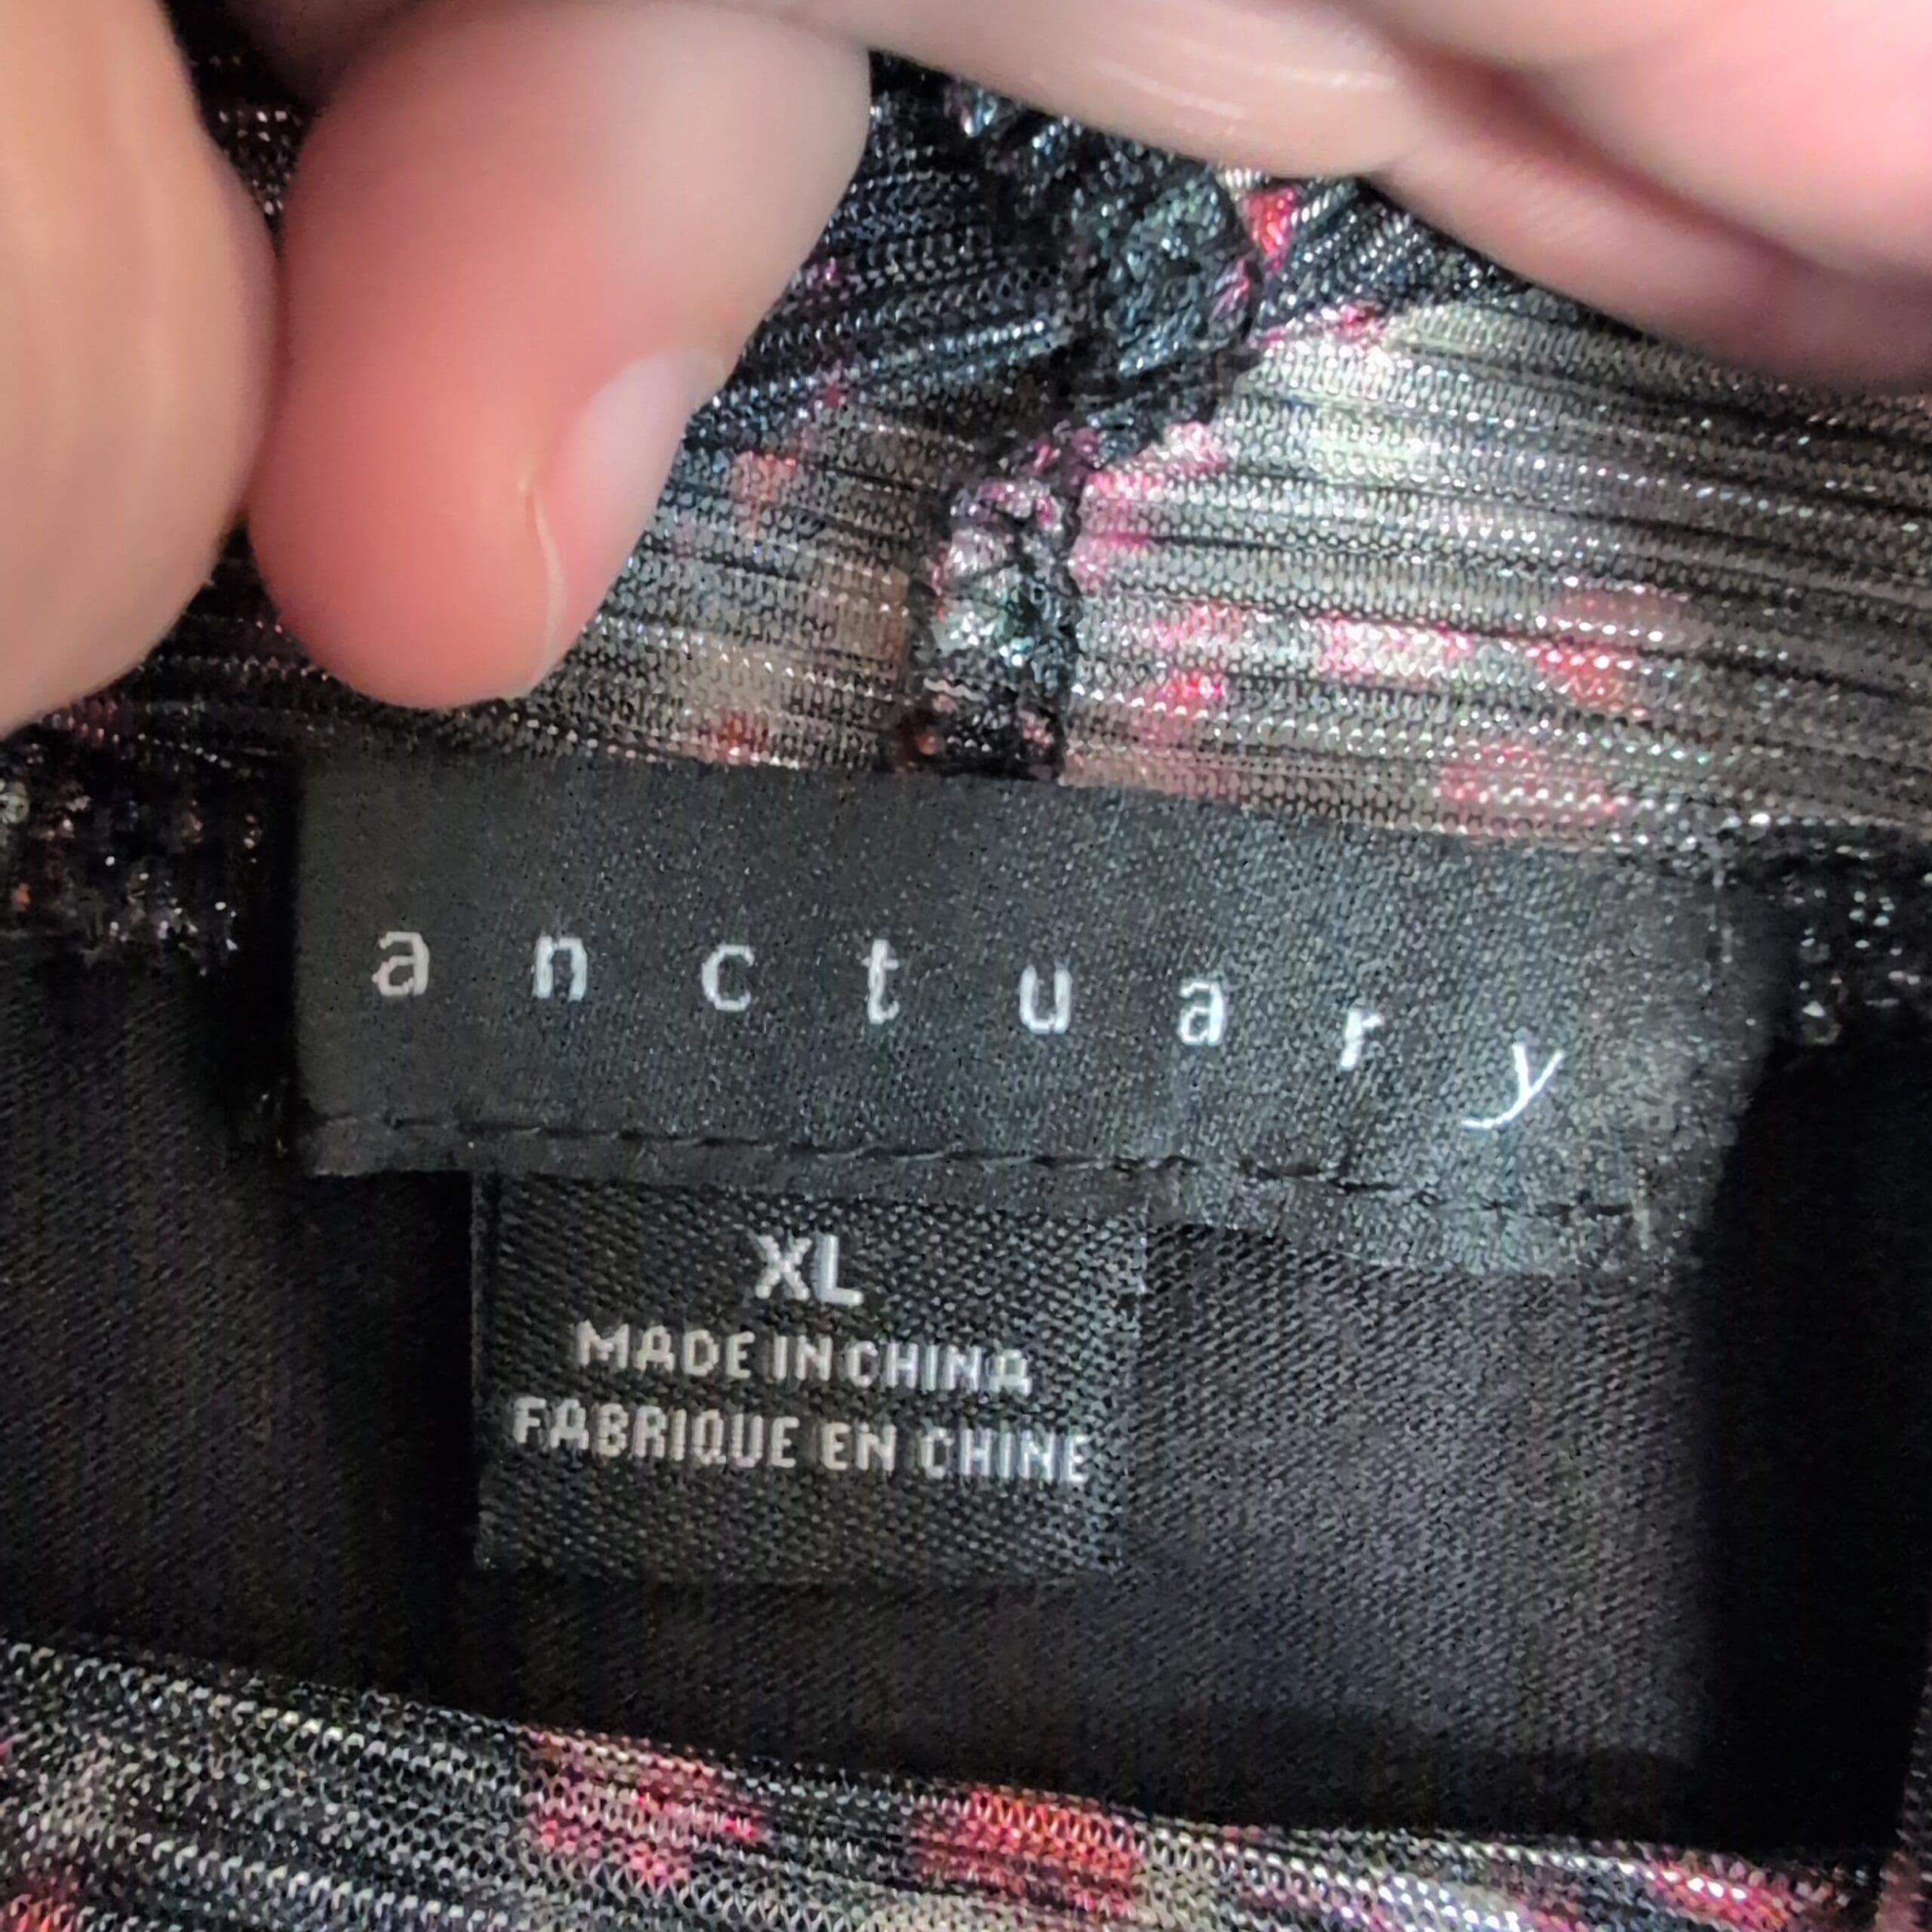 anctuary
XL
MADE IN CHINA
FABRIQUE EN CHINE